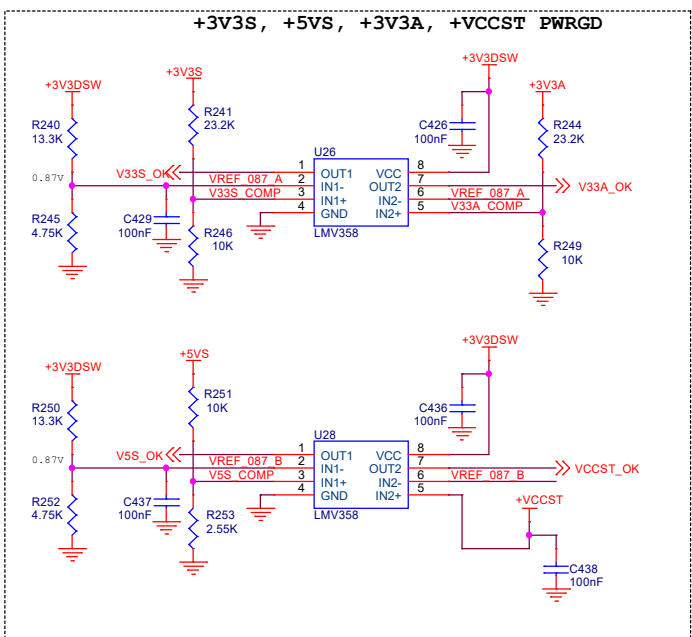 +3V3S, +5VS, +3V3A, +VCCST PWRGD
+3V3DSW
+3V3S
+3V3DSW
+3V3A
R240
13.3K
R241
23.2K
C426
100nF
R244
23.2K
U26
0.87V
V33S_OK
1
OUT1
VCC
8
VREF_087_A
2
IN1-
OUT2
7
V33A_OK
V33S_COMP
3
IN1+
IN2-
6
VREF_087_A
4
GND
IN2+
5
V33A_COMP
LMV358
R245
4.75K
C429
100nF
R246
10K
R249
10K
+3V3DSW
+5VS
+3V3DSW
R250
13.3K
R251
10K
C436
100nF
U28
0.87V
V5S_OK
1
OUT1
VCC
8
VREF_087_B
2
IN1-
OUT2
7
VCCST_OK
V5S_COMP
3
IN1+
IN2-
6
VREF_087_B
4
GND
IN2+
5
LMV358
+VCCST
R252
4.75K
C437
100nF
R253
2.55K
C438
100nF